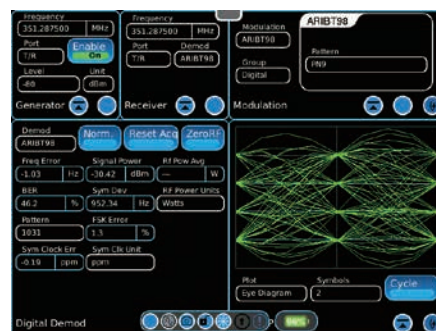 Frequency
351.287500 MHz
Port
T/R
Enable
On
Level
-80
Unit
dBm
Generator
Frequency
351.287500 MHz
Port
T/R
Demod
ARIBT98
Receiver
Modulation
ARIBT98
Group
Digital
ARIBT98
Pattern
PN9
Modulation
Demod
ARIBT98
Norm.
Reset Acq
ZeroRF
Freq Error
-1.03 Hz
Signal Power
-30.42 dBm
Rf Pow Avg
--- W
BER
46.2 %
Sym Dev
952.34 Hz
RF Power Units
Watts
Pattern
1031
FSK Error
1.3 %
Sym Clock Err
-0.19 ppm
Sym Clk Unit
ppm
Plot
Eye Diagram
Symbols
2
Cycle
Digital Demod